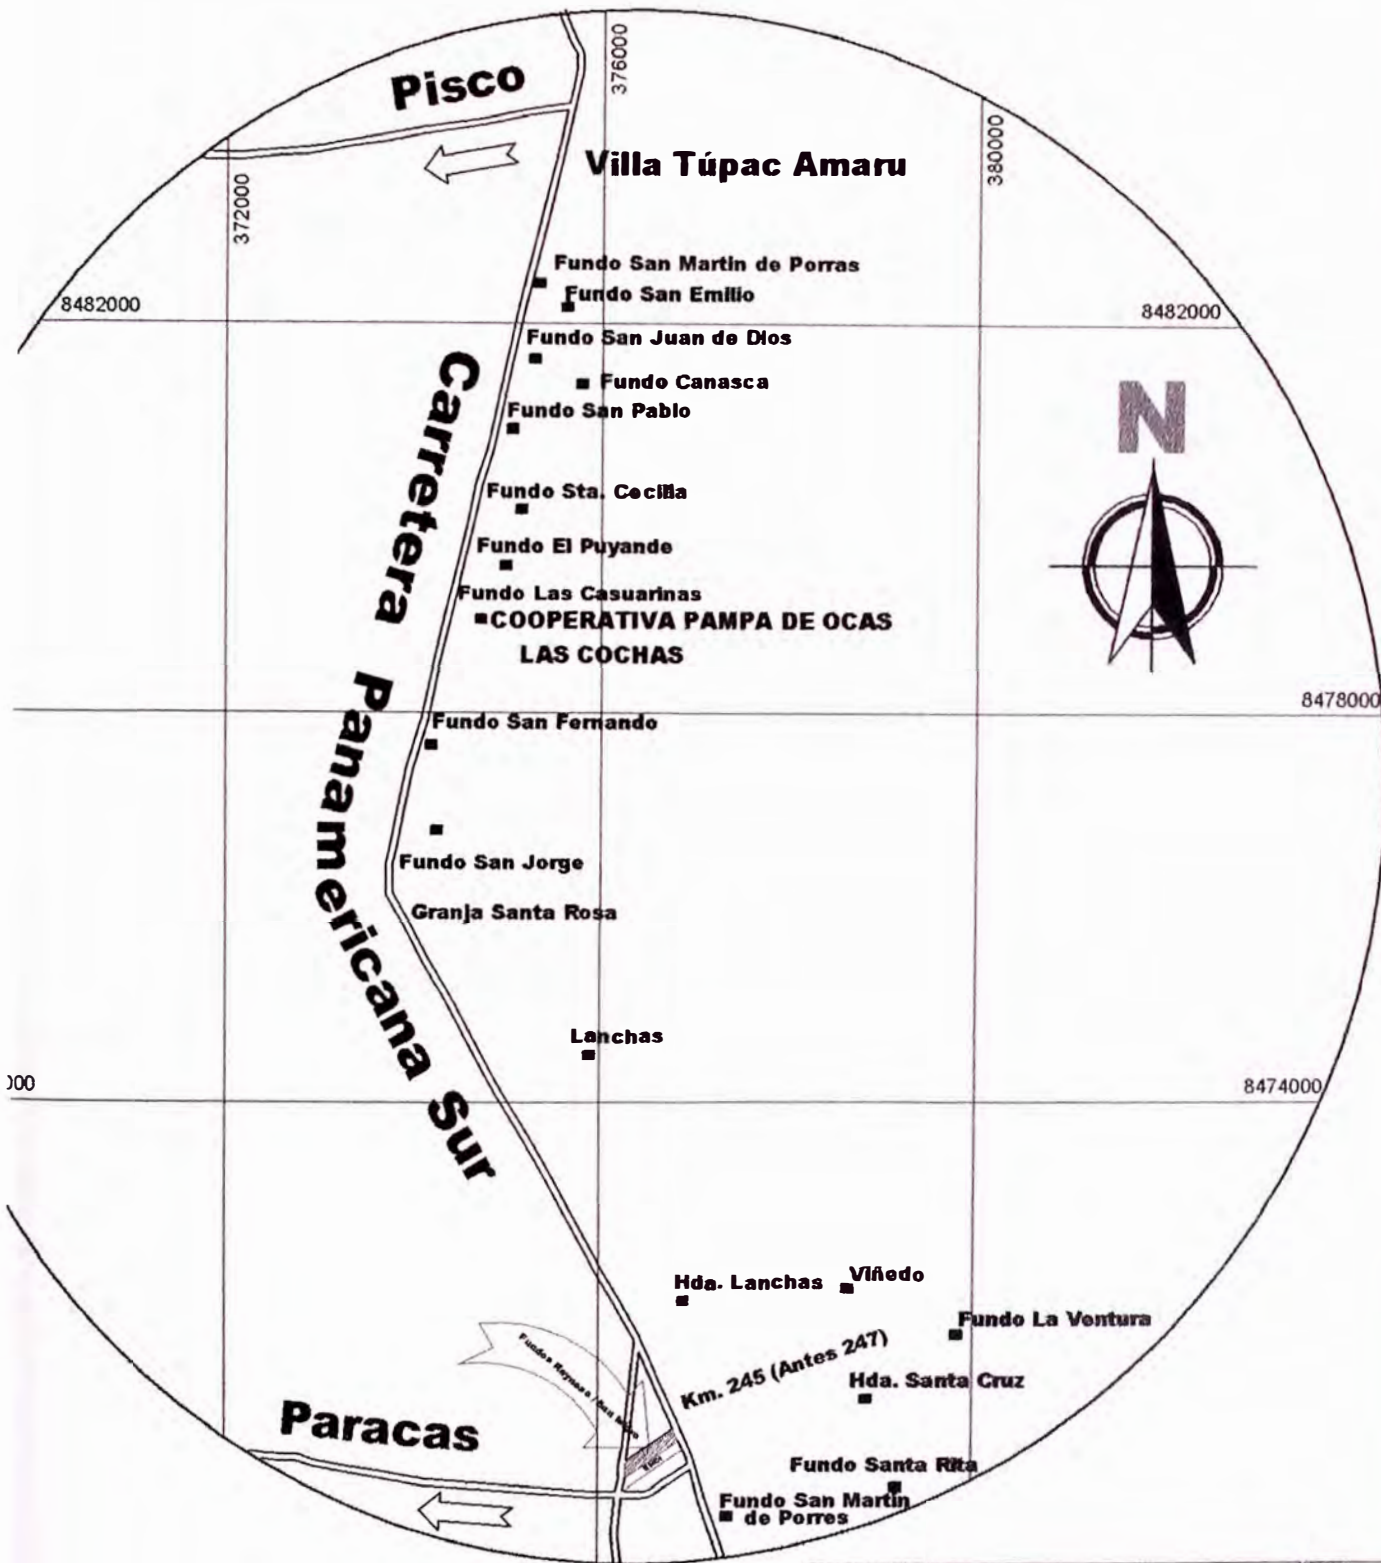 Pisco
376000
Villa Túpac Amaru
380000
372000
Fundo San Martin de Porras
Fundo San Emilio
8482000
8482000
Fundo San Juan de Dios
Fundo Canasca
Fundo San Pablo
N
Carretera Panamericana Sur
Fundo Sta. Cecilia
Fundo El Puyande
Fundo Las Casuarinas
COOPERATIVA PAMPA DE OCAS
LAS COCHAS
8478000
Fundo San Fernando
Fundo San Jorge
Granja Santa Rosa
Lanchas
000
8474000
Hda. Lanchas
Viñedo
Fundo La Ventura
Km. 245 (Antes 247)
Hda. Santa Cruz
Paracas
Fundo Santa Rita
Fundo San Martin
de Porres